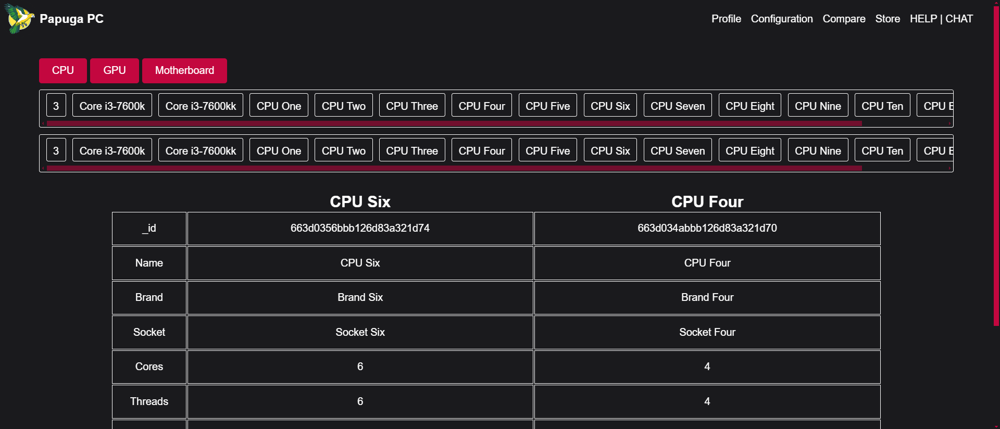 Papuga PC
Profile Configuration Compare Store HELP | CHAT
CPU GPU Motherboard
3 Core i3-7600k Core i3-7600kk CPU One CPU Two CPU Three CPU Four CPU Five CPU Six CPU Seven CPU Eight CPU Nine CPU Ten CPU E
3 Core i3-7600k Core i3-7600kk CPU One CPU Two CPU Three CPU Four CPU Five CPU Six CPU Seven CPU Eight CPU Nine CPU Ten CPU E
CPU Six CPU Four
_id 663d0356bbb126d83a321d74 663d034abbb126d83a321d70
Name CPU Six CPU Four
Brand Brand Six Brand Four
Socket Socket Six Socket Four
Cores 6 4
Threads 6 4